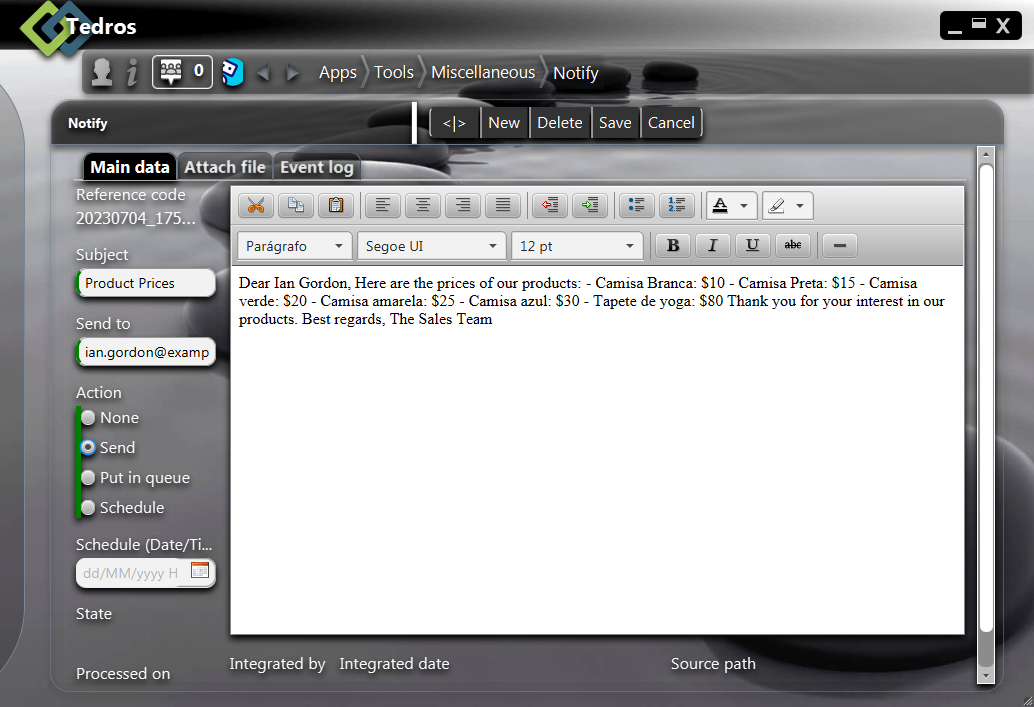 Tedros
0
Apps
Tools
Miscellaneous
Notify
Notify
<|>
New
Delete
Save
Cancel
Main data
Attach file
Event log
Reference code
20230704_175...
Subject
Product Prices
Send to
ian.gordon@examp
Action
None
Send
Put in queue
Schedule
Schedule (Date/Ti...
dd/MM/yyyy H
State
Processed on
Parágrafo
Segoe UI
12 pt
B
I
U
abc
Dear Ian Gordon, Here are the prices of our products: - Camisa Branca: $10 - Camisa Preta: $15 - Camisa
verde: $20 - Camisa amarela: $25 - Camisa azul: $30 - Tapete de yoga: $80 Thank you for your interest in our
products. Best regards, The Sales Team
Integrated by
Integrated date
Source path